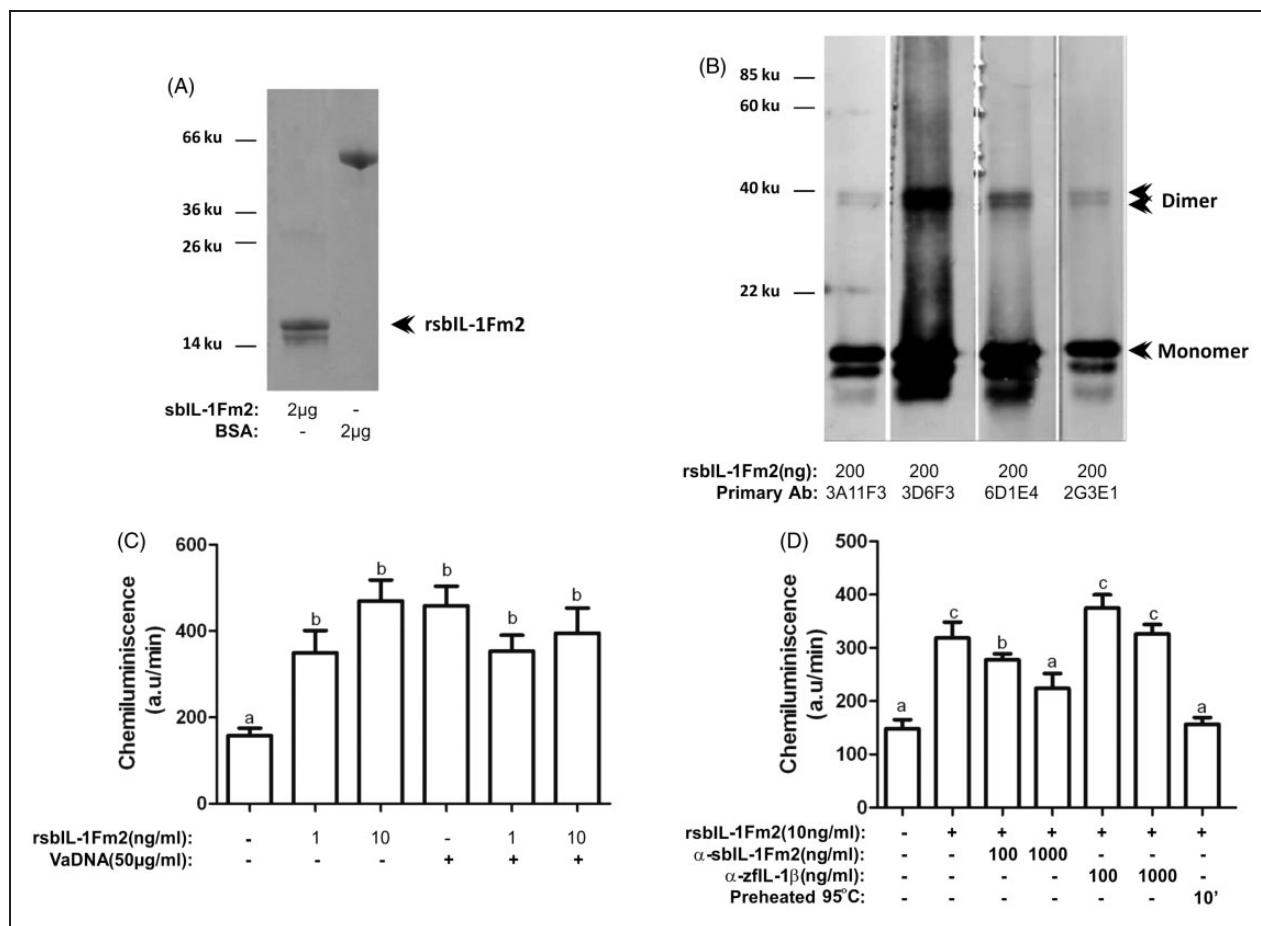 (A)
66 ku
36 ku
26 ku
14 ku
rsbIL-1Fm2
sbIL-1Fm2: 2µg -
BSA: - 2µg
(B)
85 ku
60 ku
40 ku
22 ku
Dimer
Monomer
rsbIL-1Fm2(ng): 200 200 200 200
Primary Ab: 3A11F3 3D6F3 6D1E4 2G3E1
(C)
Chemiluminiscence
(a.u/min)
600
400
200
0
a b b b b b
rsbIL-1Fm2(ng/ml): - 1 10 - 1 10
VaDNA(50µg/ml): - - - + + +
(D)
Chemiluminiscence
(a.u/min)
500
400
300
200
100
0
a c b a c c a
rsbIL-1Fm2(10ng/ml): - + + + + + +
α-sbIL-1Fm2(ng/ml): - - 100 1000 - - -
α-zfIL-1β(ng/ml): - - - - 100 1000 -
Preheated 95°C: - - - - - - 10'